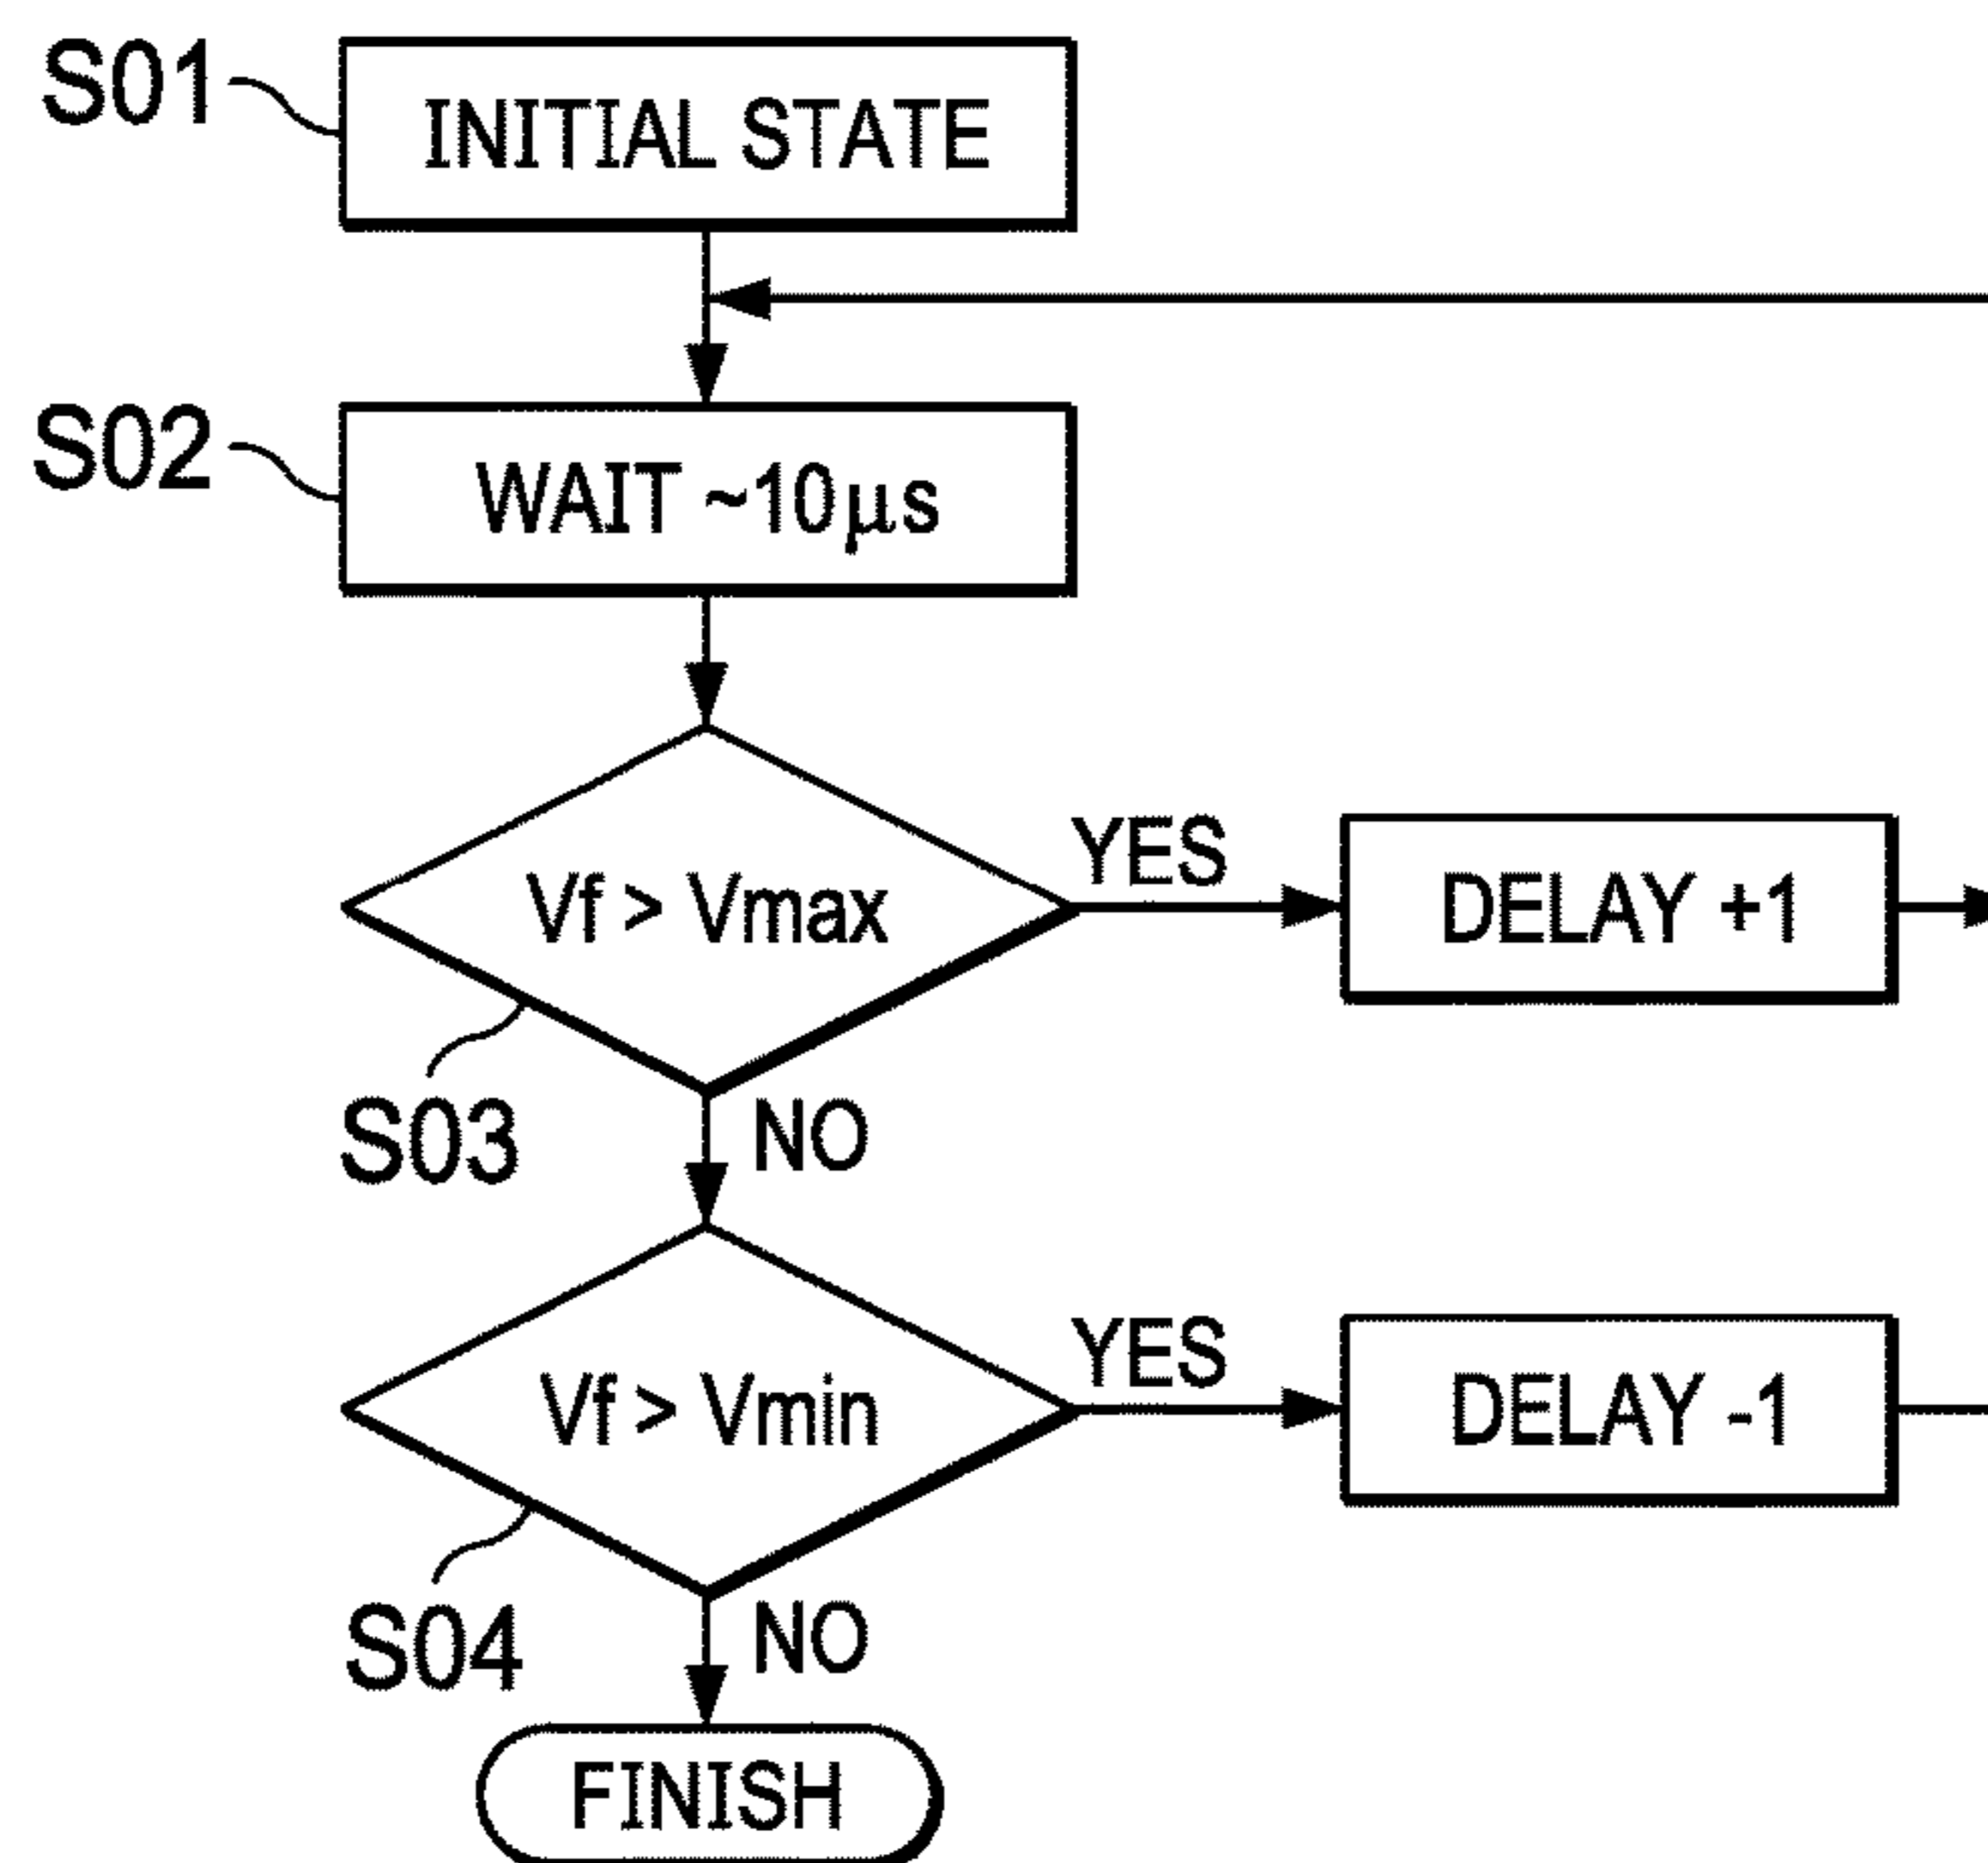 S01
INITIAL STATE
S02
WAIT ~10μs
Vf > Vmax
YES
DELAY +1
S03
NO
Vf > Vmin
YES
DELAY -1
S04
NO
FINISH